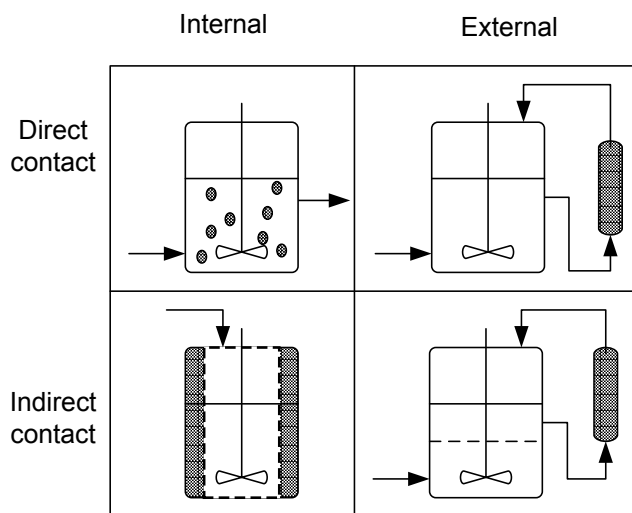 Internal
External
Direct
contact
Indirect
contact